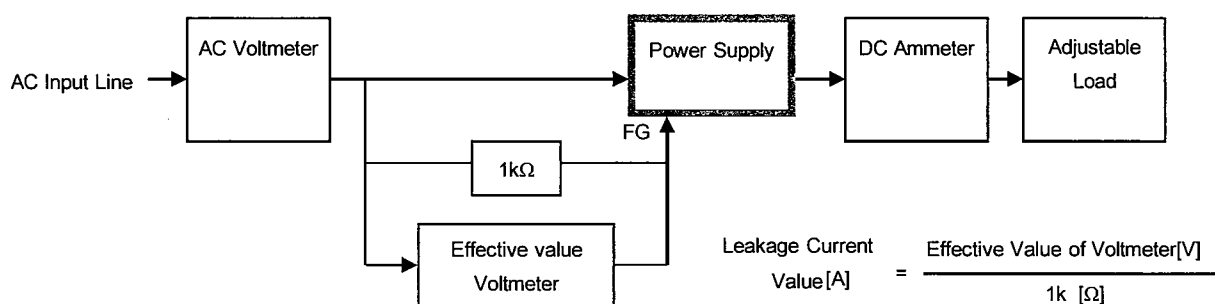 AC Input Line
AC Voltmeter
Power Supply
DC Ammeter
Adjustable
Load
FG
1kΩ
Effective value
Voltmeter
Leakage Current
Value[A]
=
Effective Value of Voltmeter[V]
1k [Ω]